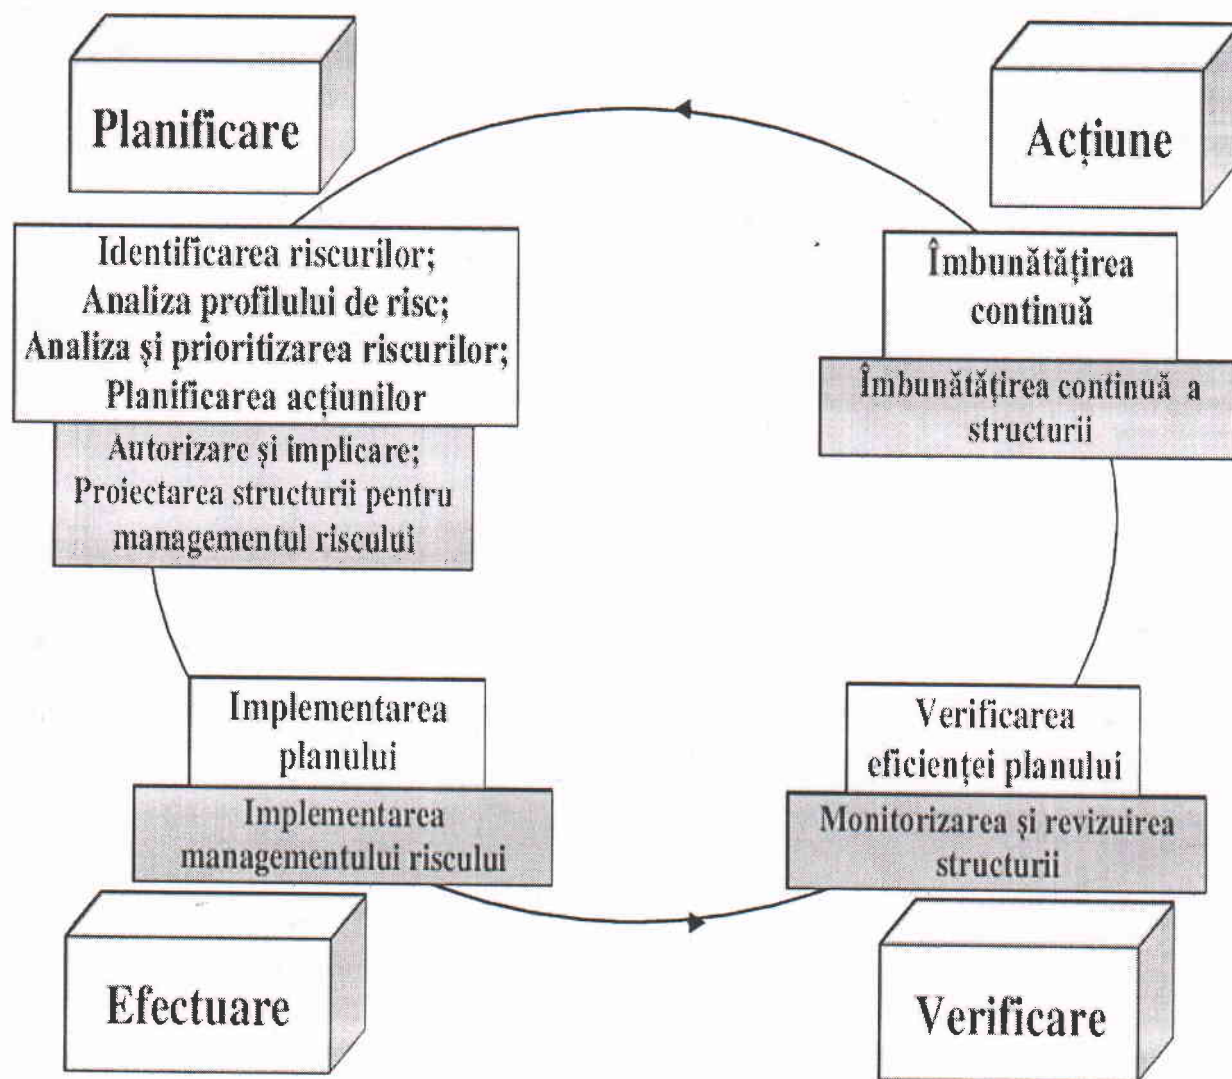 Planificare
Identificarea riscurilor;
Analiza profilului de risc;
Analiza și prioritizarea riscurilor;
Planificarea acțiunilor
Autorizare și implicare;
Proiectarea structurii pentru
managementul riscului
Implementarea
planului
Implementarea
managementului riscului
Efectuare
Verificarea
eficienței planului
Monitorizarea și revizuirea
structurii
Verificare
Acțiune
Îmbunătățirea
continuă
Îmbunătățirea continuă a
structurii